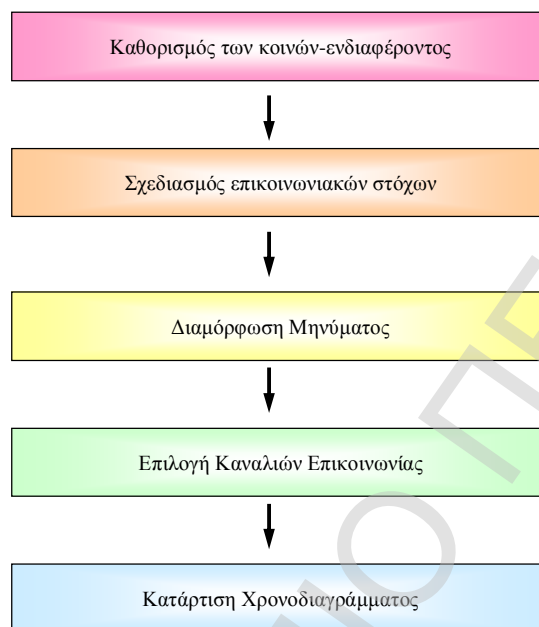 Καθορισμός των κοινών-ενδιαφέροντος
Σχεδιασμός επικοινωνιακών στόχων
Διαμόρφωση Μηνύματος
Επιλογή Καναλιών Επικοινωνίας
Κατάρτιση Χρονοδιαγράμματος